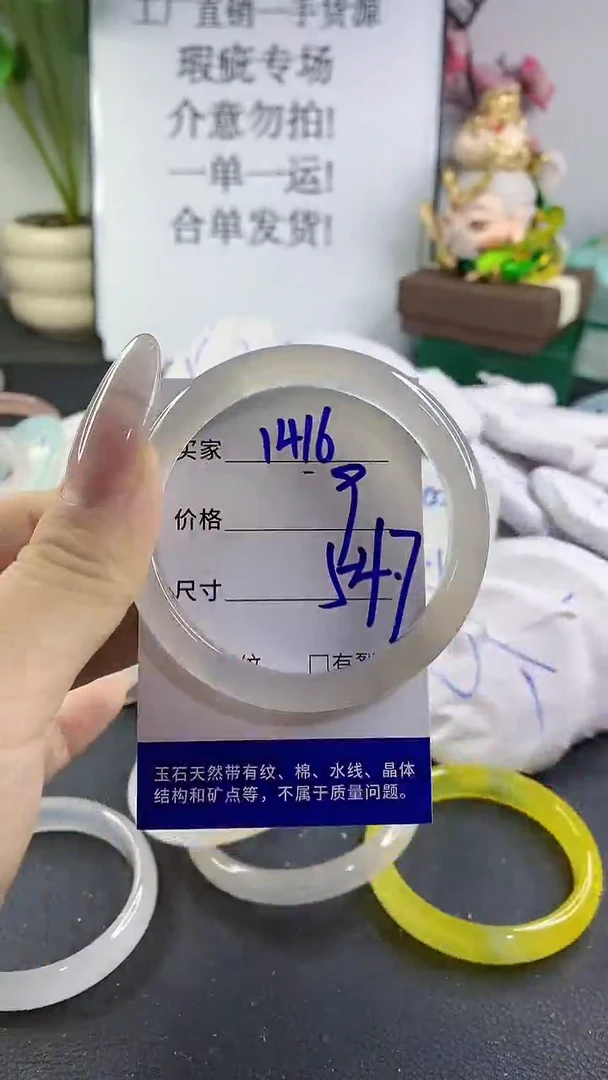 工厂直销一手货源
瑕疵专场
介意勿拍!
一单一运!
合单发货!
买家 1416
价格 9
尺寸 54.7
纹 □有裂
玉石天然带有纹、棉、水线、晶体
结构和矿点等，不属于质量问题。